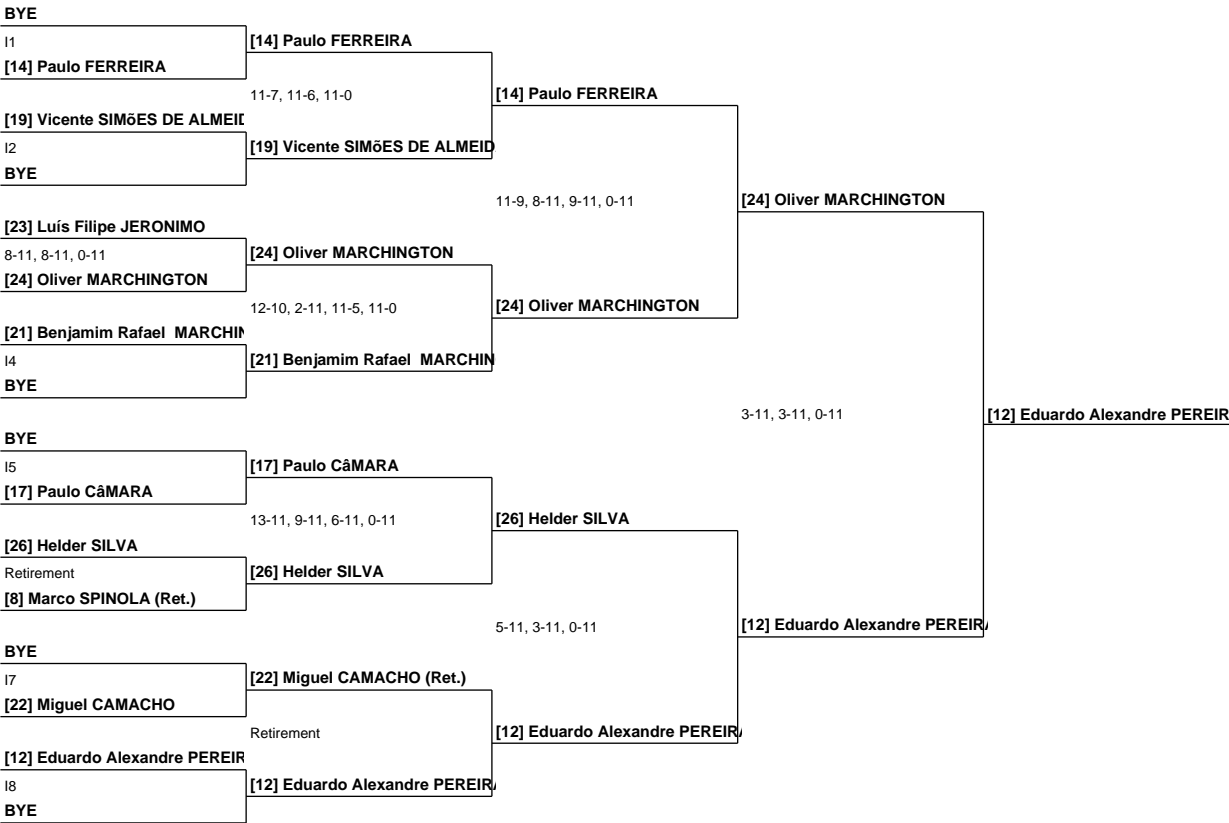 BYE
I1
[14] Paulo FERREIRA
[19] Vicente SIMõES DE ALMEID
I2
BYE
[23] Luís Filipe JERONIMO
8-11, 8-11, 0-11
[24] Oliver MARCHINGTON
[21] Benjamim Rafael  MARCHIN
I4
BYE
BYE
I5
[17] Paulo CâMARA
[26] Helder SILVA
Retirement
[8] Marco SPINOLA (Ret.)
BYE
I7
[22] Miguel CAMACHO
[12] Eduardo Alexandre PEREIR
I8
BYE
[14] Paulo FERREIRA
11-7, 11-6, 11-0
[19] Vicente SIMõES DE ALMEID
[24] Oliver MARCHINGTON
12-10, 2-11, 11-5, 11-0
[21] Benjamim Rafael  MARCHIN
[17] Paulo CâMARA
13-11, 9-11, 6-11, 0-11
[26] Helder SILVA
[22] Miguel CAMACHO (Ret.)
Retirement
[12] Eduardo Alexandre PEREIRA
[14] Paulo FERREIRA
11-9, 8-11, 9-11, 0-11
[24] Oliver MARCHINGTON
[26] Helder SILVA
5-11, 3-11, 0-11
[12] Eduardo Alexandre PEREIRA
[24] Oliver MARCHINGTON
3-11, 3-11, 0-11
[12] Eduardo Alexandre PEREIRA
[12] Eduardo Alexandre PEREIR